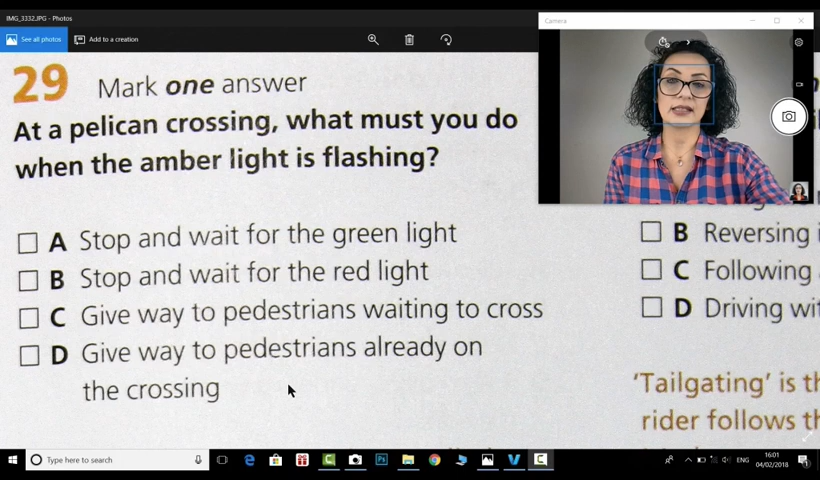 IMG_3332.JPG - Photos
See all photos
Add to a creation
Camera
29 Mark one answer
At a pelican crossing, what must you do
when the amber light is flashing?
A Stop and wait for the green light
B Stop and wait for the red light
C Give way to pedestrians waiting to cross
D Give way to pedestrians already on
the crossing
B Reversing
C Following
D Driving
'Tailgating' is
rider follows
Type here to search
ENG
16:01
04/02/2018